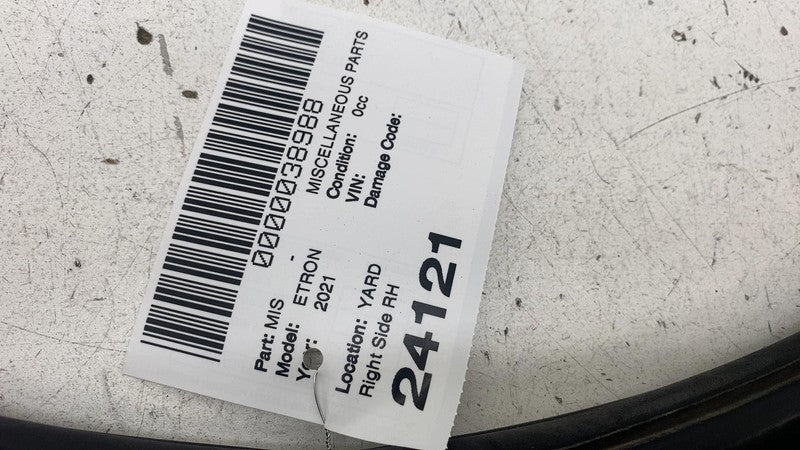 0000038988
Part: MIS - MISCELLANEOUS PARTS
Model: ETRON Condition: 0cc
Year: 2021 VIN:
Damage Code:
Location: YARD
Right Side RH
24121